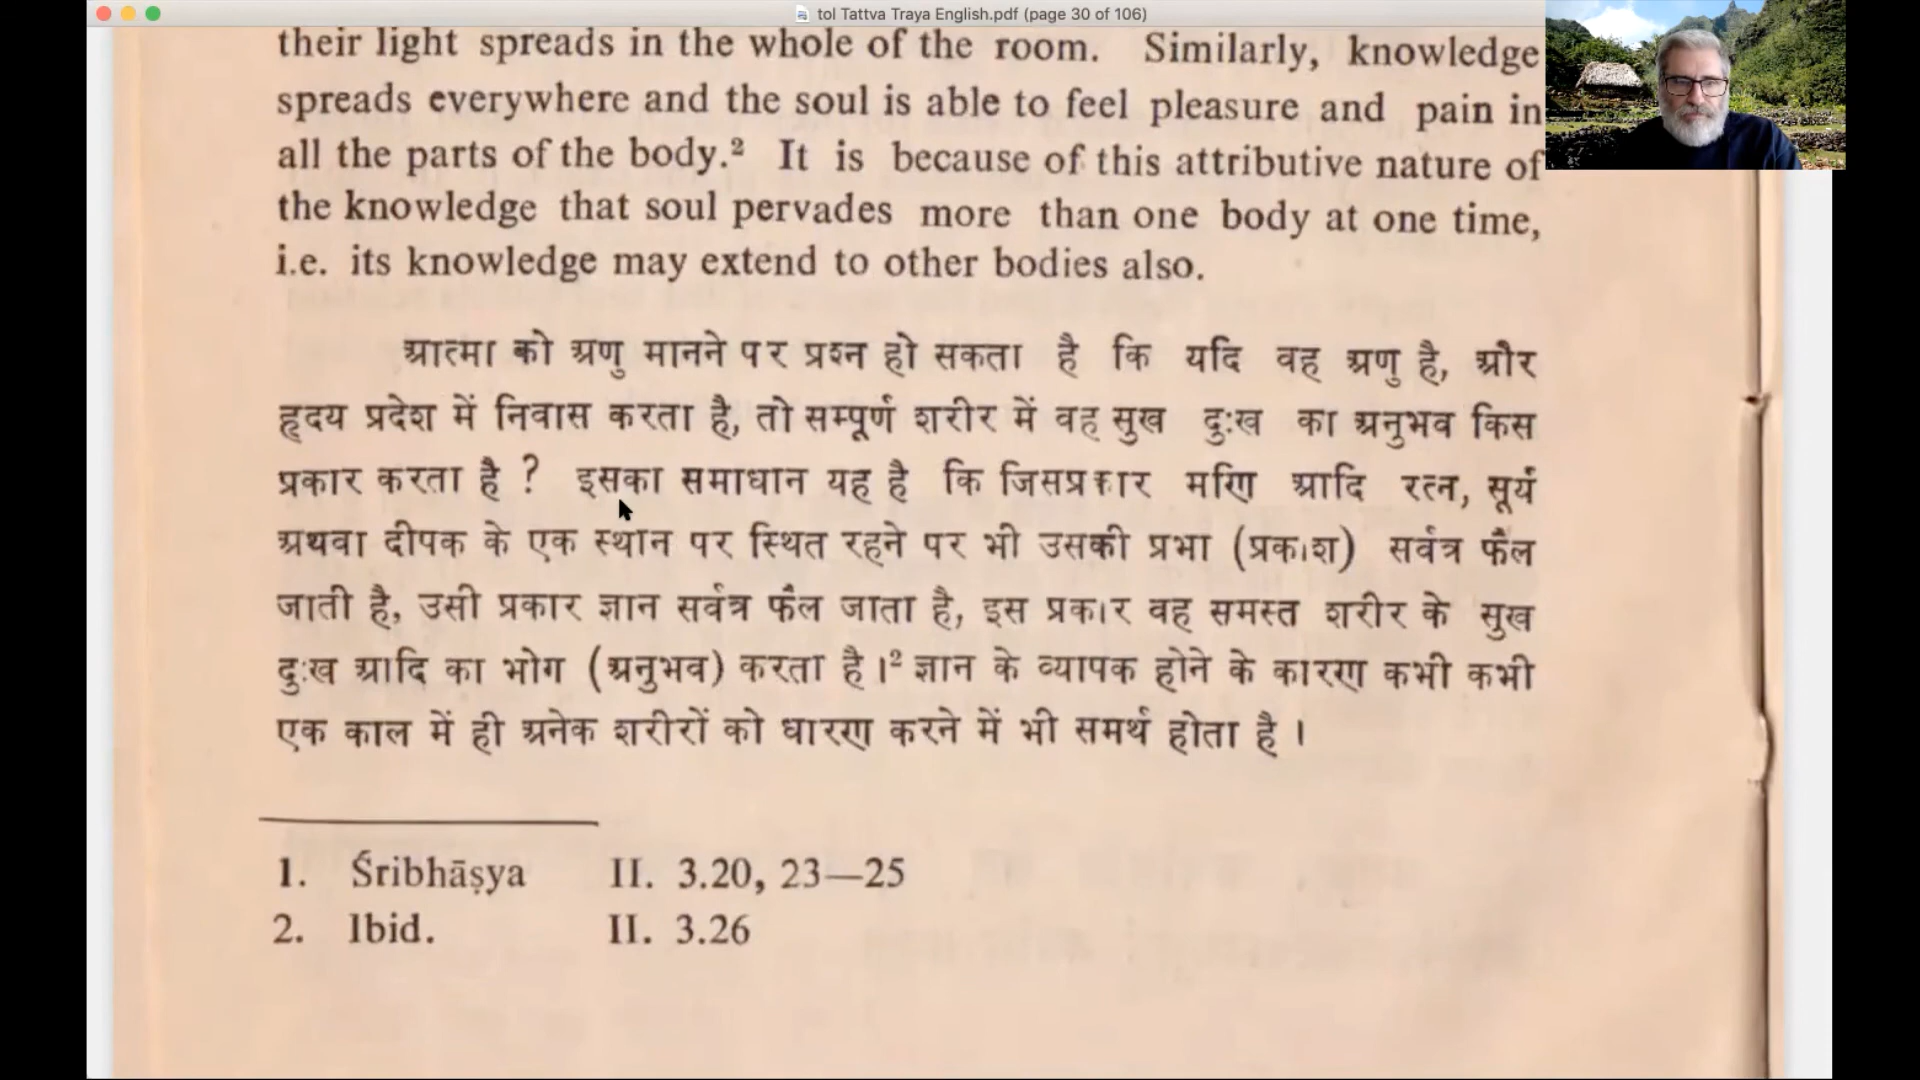 tol Tattva Traya English.pdf (page 30 of 106)
their light spreads in the whole of the room. Similarly, knowledge
spreads everywhere and the soul is able to feel pleasure and pain in
all the parts of the body.² It is because of this attributive nature of
the knowledge that soul pervades more than one body at one time,
i.e. its knowledge may extend to other bodies also.
आत्मा को अणु मानने पर प्रश्न हो सकता है कि यदि वह अणु है, और
हृदय प्रदेश में निवास करता है, तो सम्पूर्ण शरीर में वह सुख दुःख का अनुभव किस
प्रकार करता है ? इसका समाधान यह है कि जिसप्रकार मणि आदि रत्न, सूर्य
अथवा दीपक के एक स्थान पर स्थित रहने पर भी उसकी प्रभा (प्रकाश) सर्वत्र फैल
जाती है, उसी प्रकार ज्ञान सर्वत्र फैल जाता है, इस प्रकार वह समस्त शरीर के सुख
दुःख आदि का भोग (अनुभव) करता है ।² ज्ञान के व्यापक होने के कारण कभी कभी
एक काल में ही अनेक शरीरों को धारण करने में भी समर्थ होता है ।
1. Śribhāṣya II. 3.20, 23—25
2. Ibid. II. 3.26